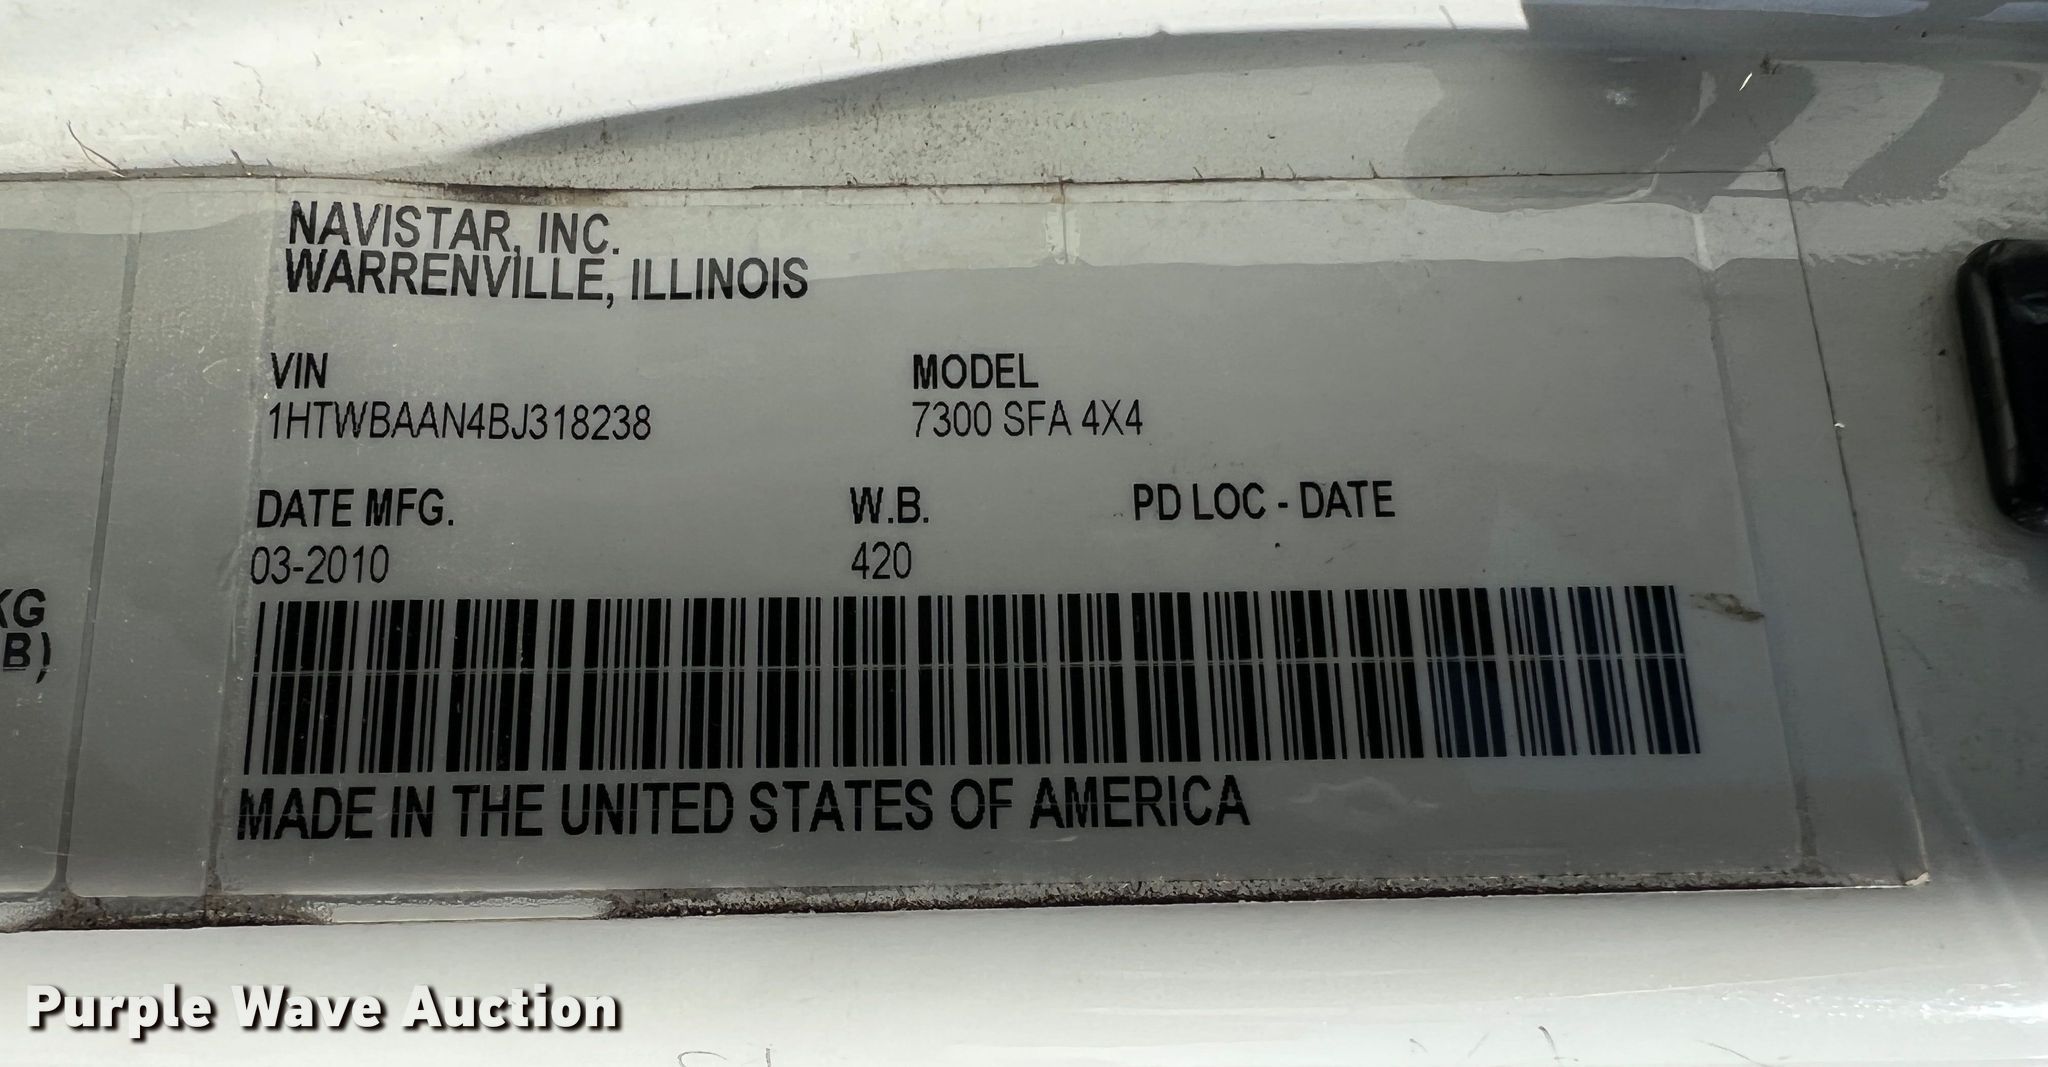 NAVISTAR, INC.
WARRENVILLE, ILLINOIS
VIN MODEL
1HTWBAAN4BJ318238 7300 SFA 4X4
DATE MFG. W.B. PD LOC - DATE
03-2010 420
KG
B)
MADE IN THE UNITED STATES OF AMERICA
Purple Wave Auction